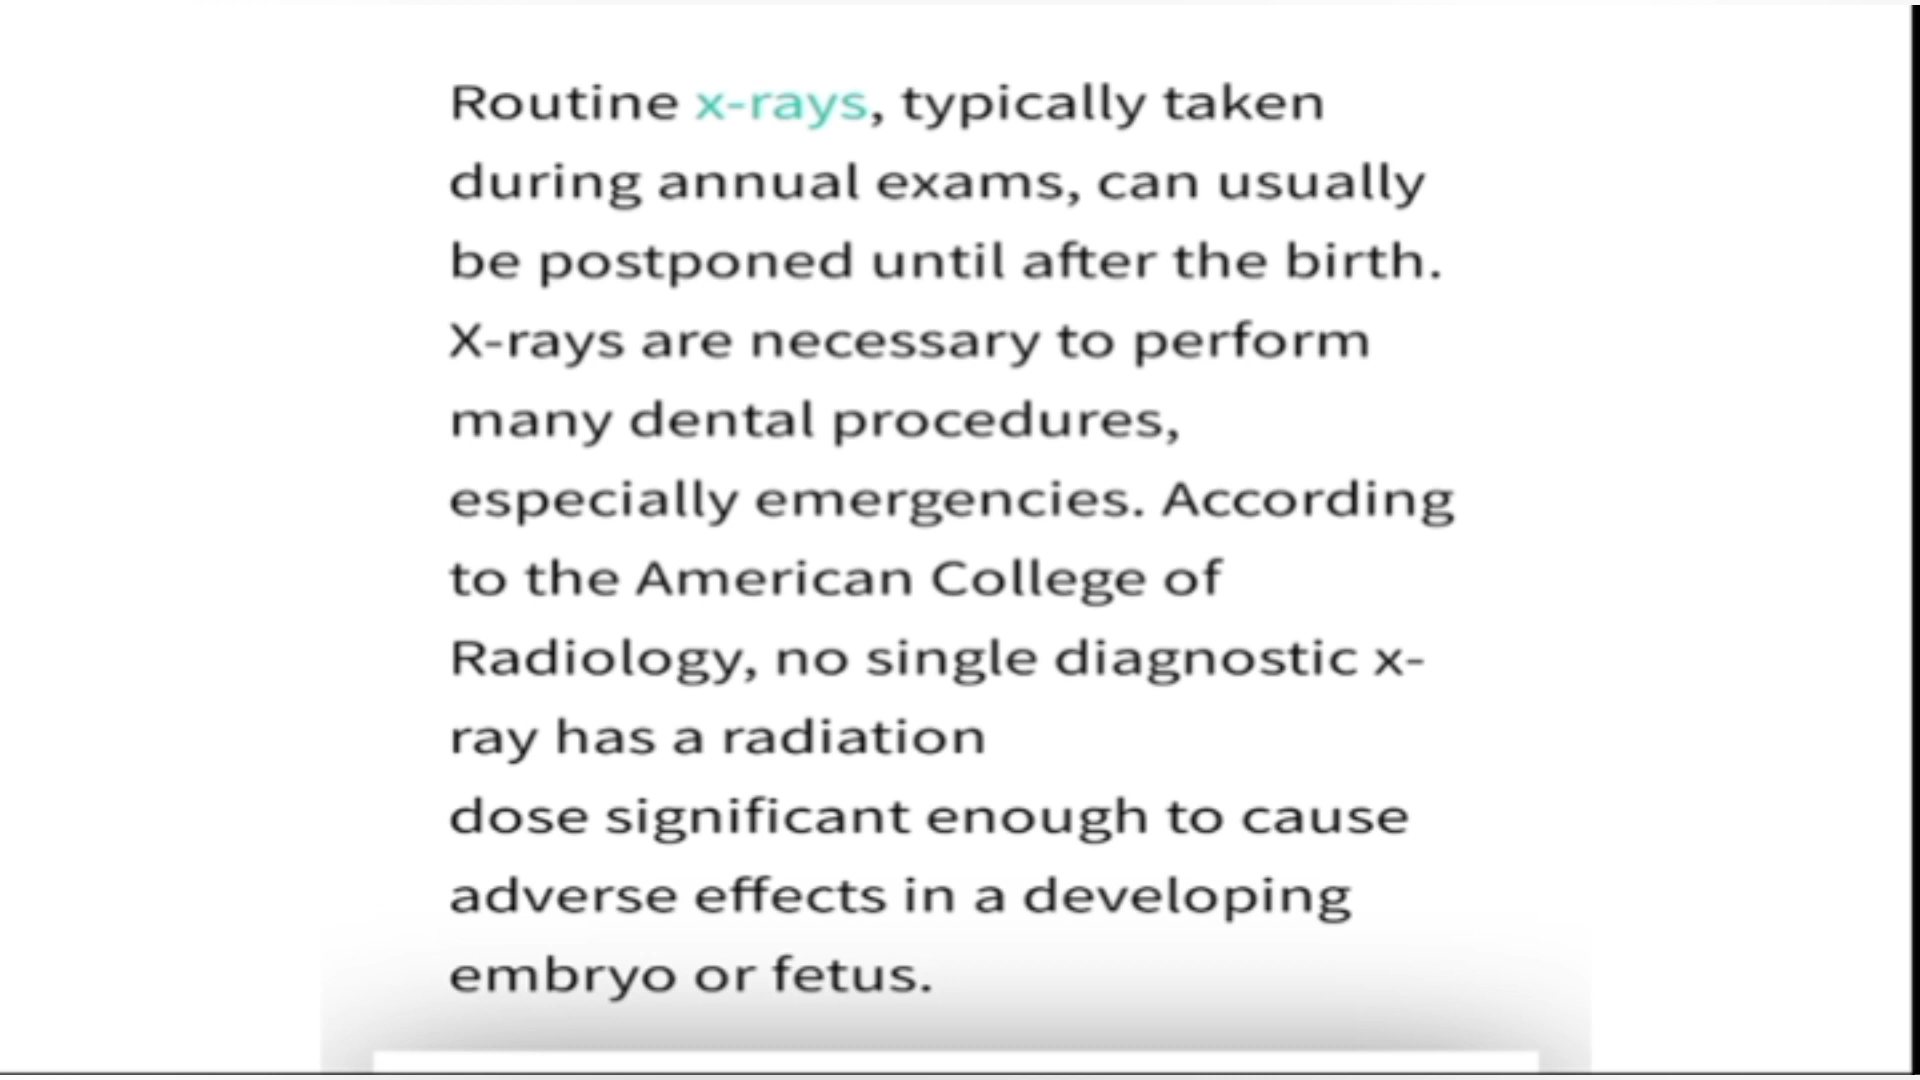 Routine x-rays, typically taken
during annual exams, can usually
be postponed until after the birth.
X-rays are necessary to perform
many dental procedures,
especially emergencies. According
to the American College of
Radiology, no single diagnostic x-
ray has a radiation
dose significant enough to cause
adverse effects in a developing
embryo or fetus.